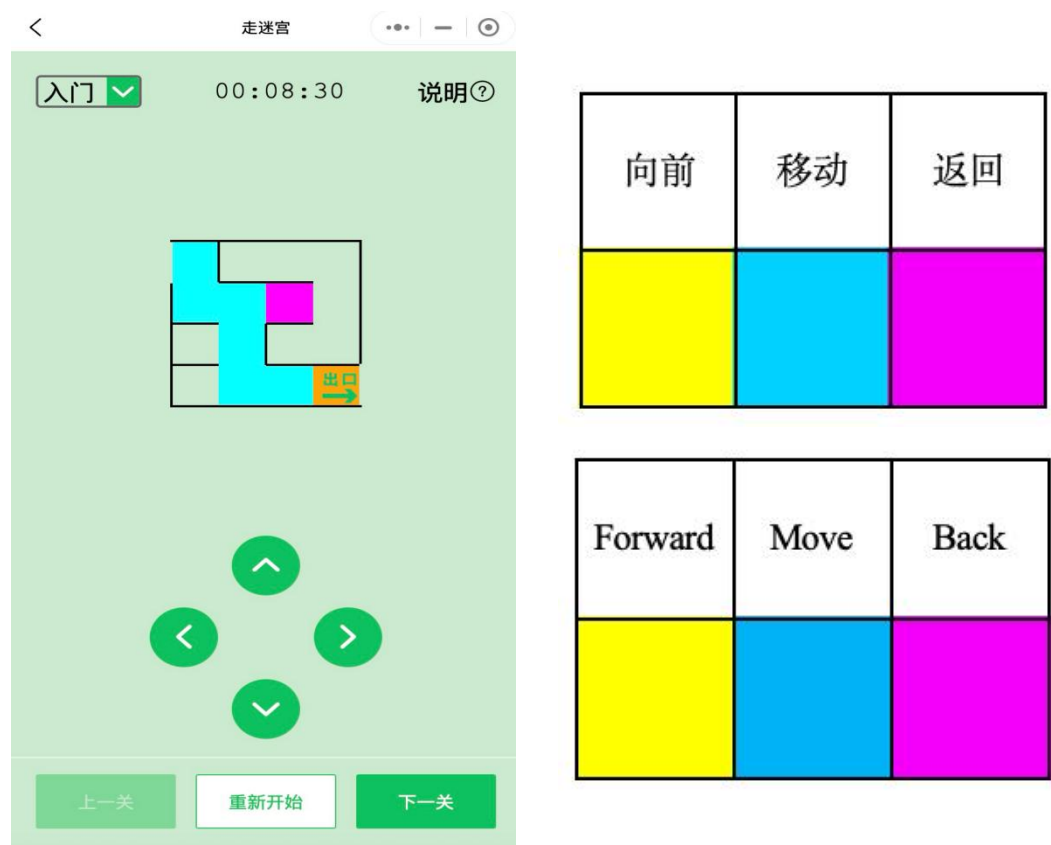 走迷宫
入门
00:08:30
说明?
出口
上一关
重新开始
下一关
向前 移动 返回
Forward Move Back